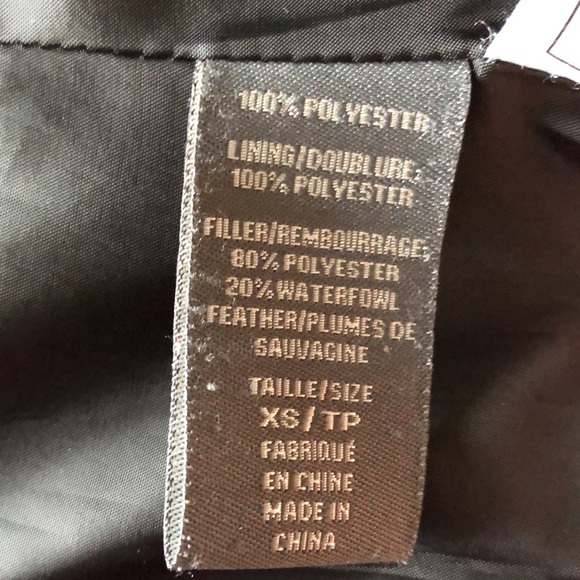 100% POLYESTER
LINING/DOUBLURE:
100% POLYESTER
FILLER/REMBOURRAGE:
80% POLYESTER
20% WATERFOWL
FEATHER/PLUMES DE
SAUVAGINE
TAILLE/SIZE
XS/TP
FABRIQUÉ
EN CHINE
MADE IN
CHINA